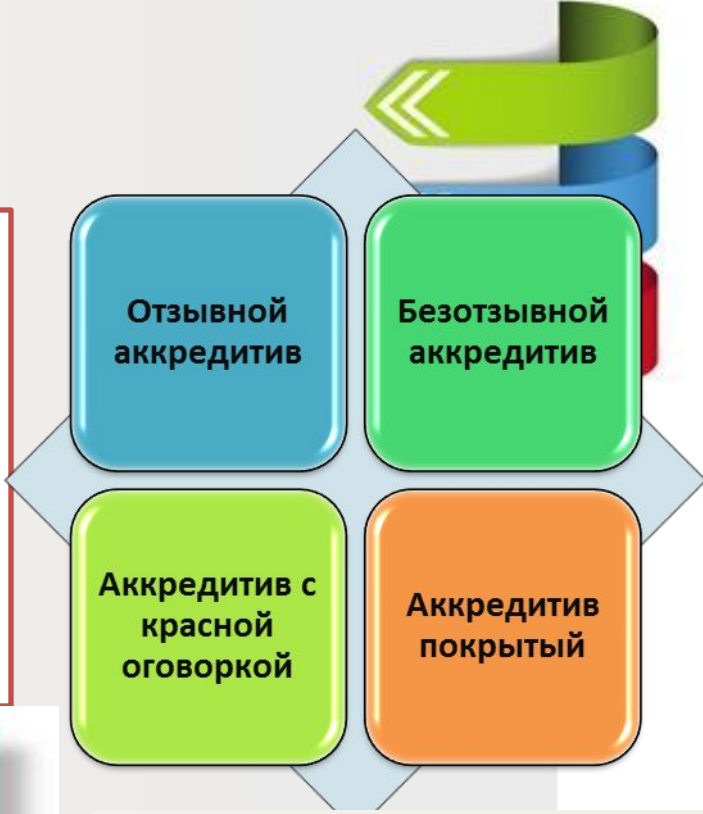 Отзывной
аккредитив
Безотзывной
аккредитив
Аккредитив с
красной
оговоркой
Аккредитив
покрытый